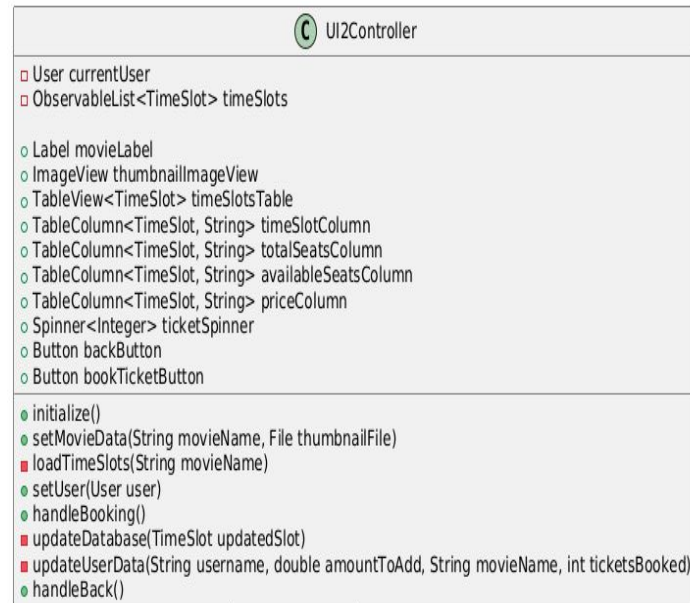 C UI2Controller
User currentUser
ObservableList<TimeSlot> timeSlots
Label movieLabel
ImageView thumbnailImageView
TableView<TimeSlot> timeSlotsTable
TableColumn<TimeSlot, String> timeSlotColumn
TableColumn<TimeSlot, String> totalSeatsColumn
TableColumn<TimeSlot, String> availableSeatsColumn
TableColumn<TimeSlot, String> priceColumn
Spinner<Integer> ticketSpinner
Button backButton
Button bookTicketButton
initialize()
setMovieData(String movieName, File thumbnailFile)
loadTimeSlots(String movieName)
setUser(User user)
handleBooking()
updateDatabase(TimeSlot updatedSlot)
updateUserData(String username, double amountToAdd, String movieName, int ticketsBooked)
handleBack()